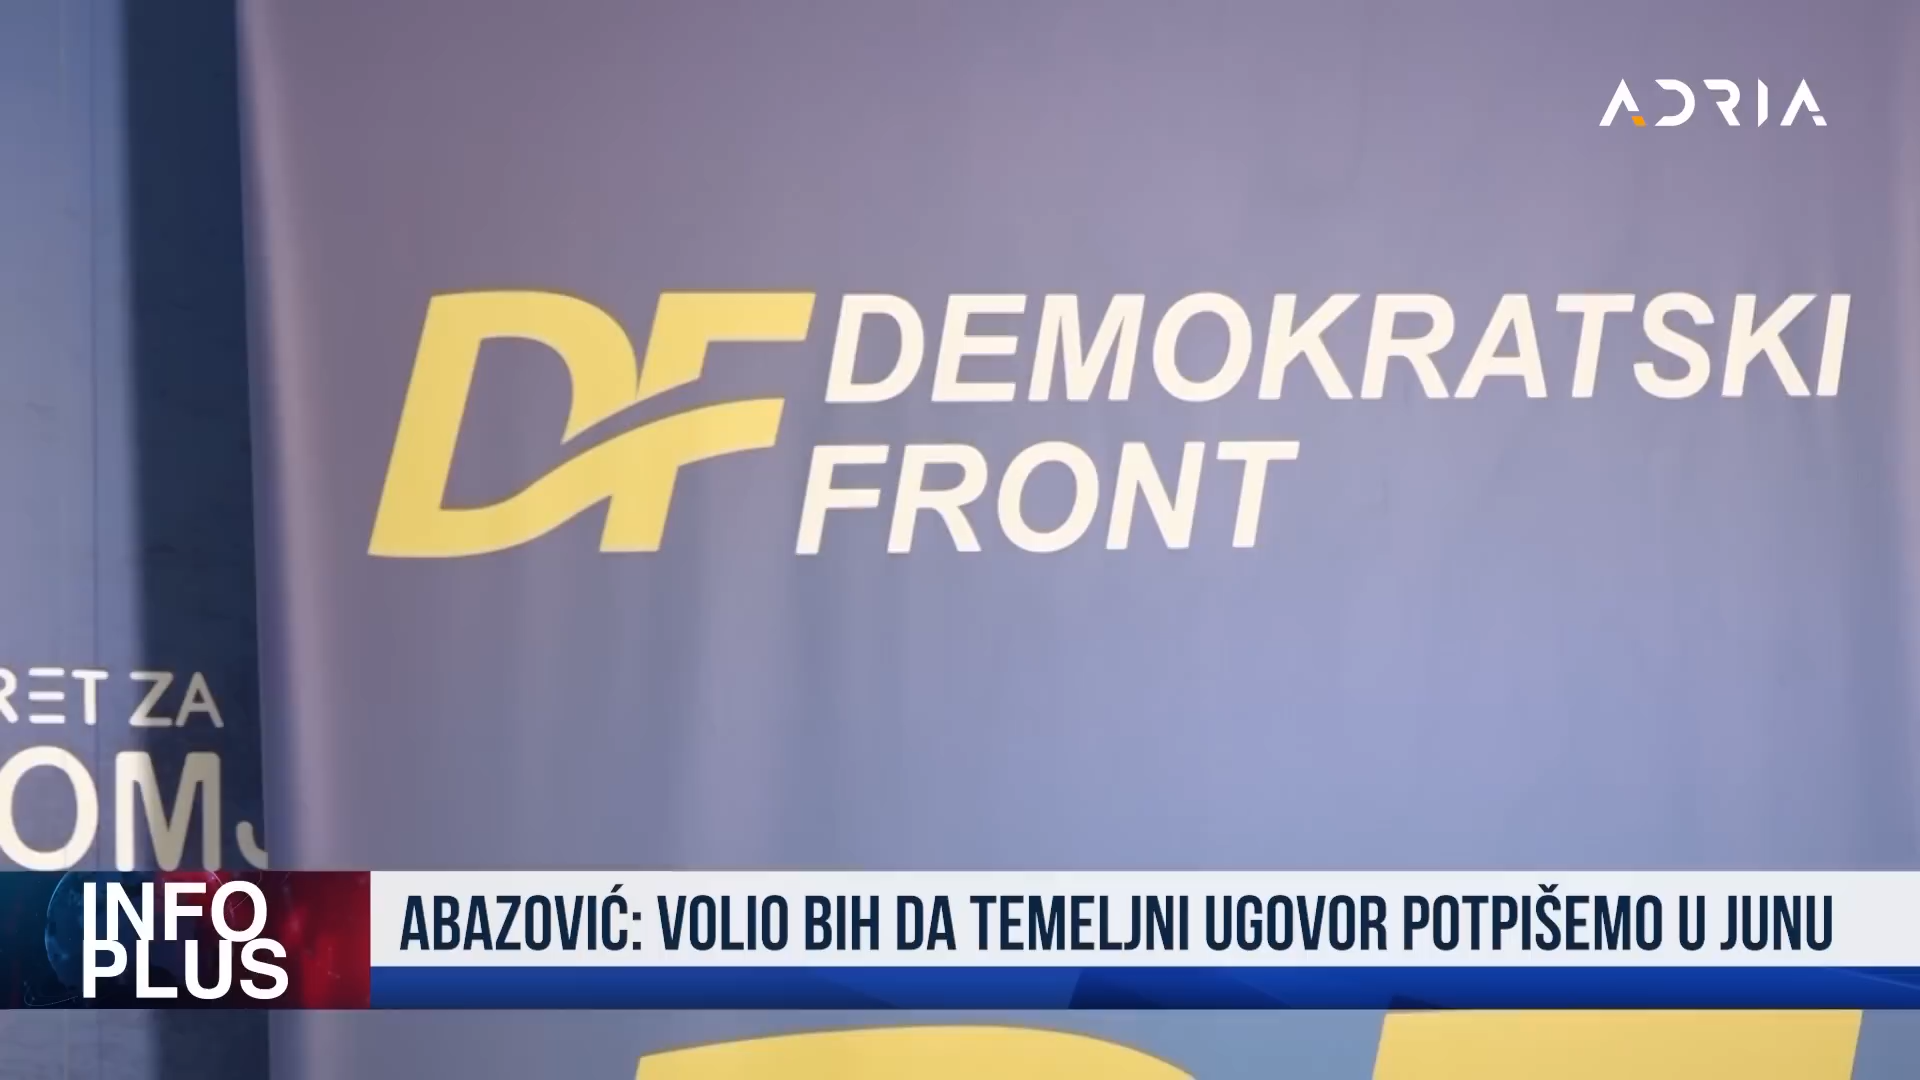 ADRIA
DF DEMOKRATSKI
FRONT
RET ZA
OMJ
INFO
PLUS
ABAZOVIĆ: VOLIO BIH DA TEMELJNI UGOVOR POTPIŠEMO U JUNU